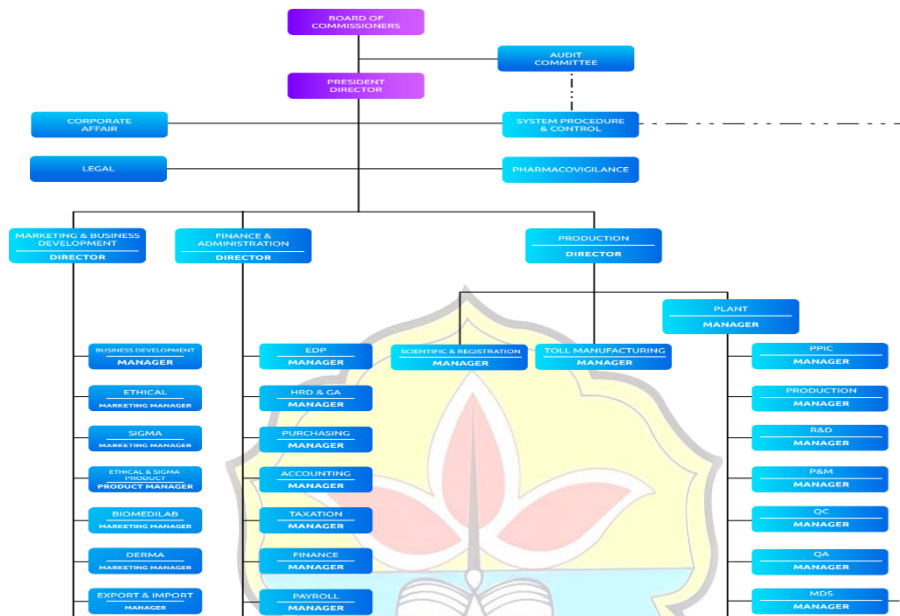 BOARD OF
COMMISSIONERS
AUDIT
COMMITTEE
PRESIDENT
DIRECTOR
CORPORATE
AFFAIR
SYSTEM PROCEDURE
& CONTROL
LEGAL
PHARMACOVIGILANCE
MARKETING & BUSINESS
DEVELOPMENT
DIRECTOR
FINANCE &
ADMINISTRATION
DIRECTOR
PRODUCTION
DIRECTOR
PLANT
MANAGER
BUSINESS DEVELOPMENT
MANAGER
ETHICAL
MARKETING MANAGER
SIGMA
MARKETING MANAGER
ETHICAL & SIGMA
PRODUCT
PRODUCT MANAGER
BIOMEDILAB
MARKETING MANAGER
DERMA
MARKETING MANAGER
EXPORT & IMPORT
MANAGER
EDP
MANAGER
HRD & GA
MANAGER
PURCHASING
MANAGER
ACCOUNTING
MANAGER
TAXATION
MANAGER
FINANCE
MANAGER
PAYROLL
MANAGER
SCIENTIFIC & REGISTRATION
MANAGER
TOLL MANUFACTURING
MANAGER
PPIC
MANAGER
PRODUCTION
MANAGER
R&D
MANAGER
P&M
MANAGER
QC
MANAGER
QA
MANAGER
MDS
MANAGER